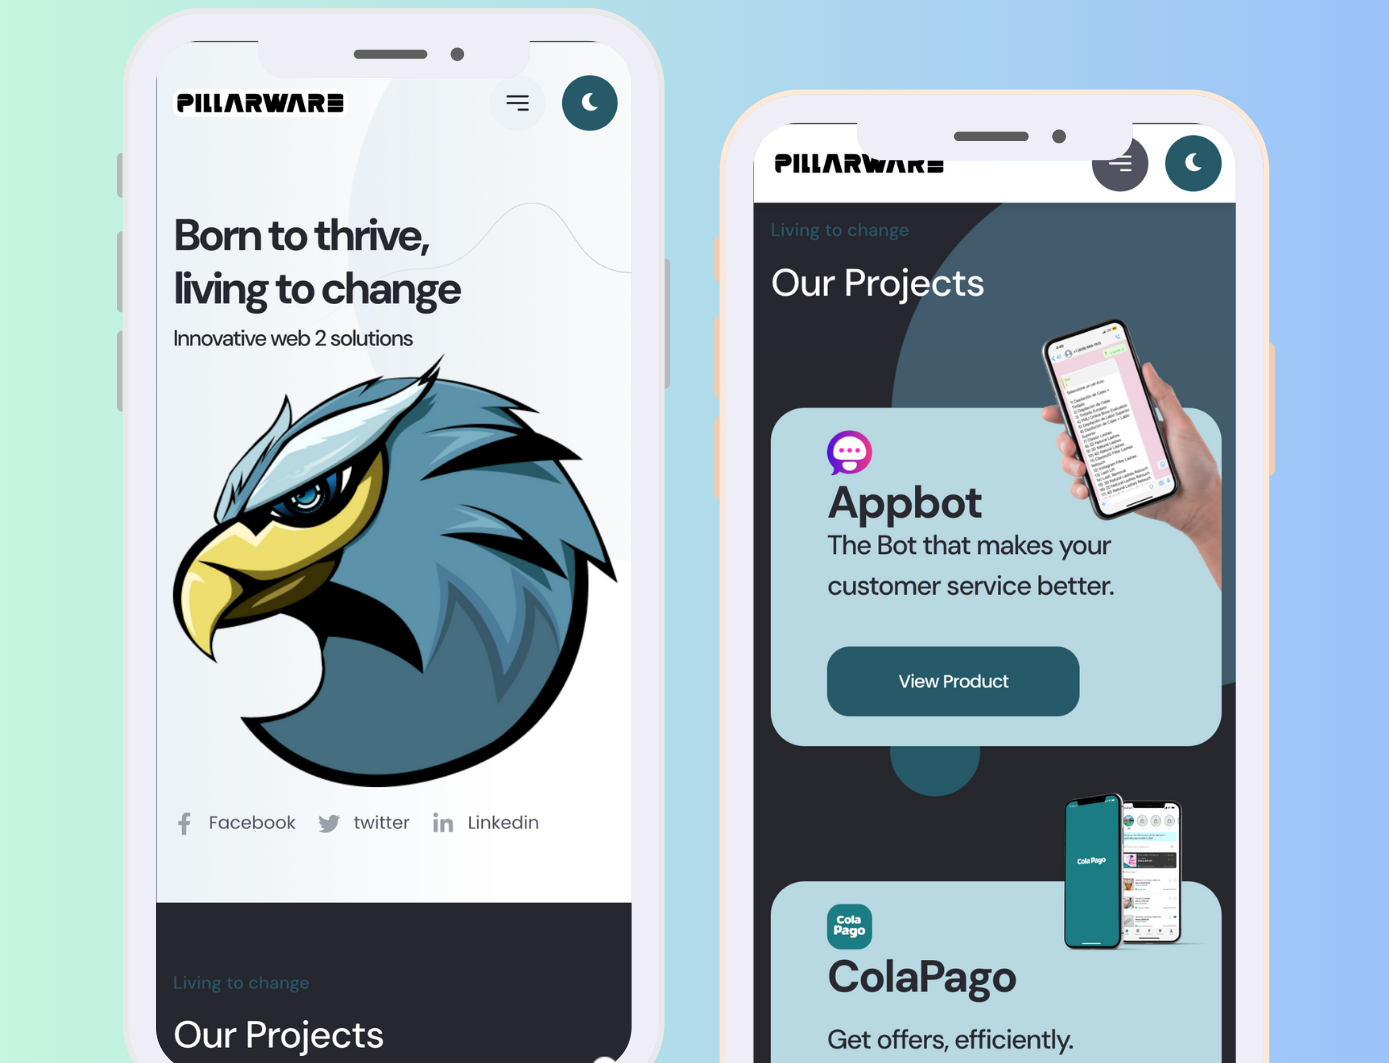 PILLARWARE
Born to thrive,
living to change
Innovative web 2 solutions
Facebook
twitter
Linkedin
Living to change
Our Projects
PILLARWARE
Living to change
Our Projects
Appbot
The Bot that makes your
customer service better.
View Product
Cola Pago
Cola
Pago
ColaPago
Get offers, efficiently.